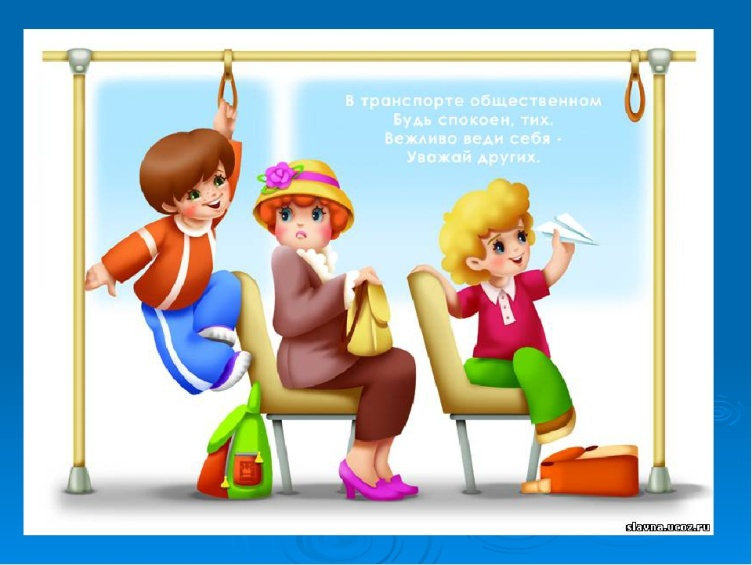 В транспорте общественном
Будь спокоен, тих.
Вежливо веди себя -
Уважай других.
slavna.ucoz.ru